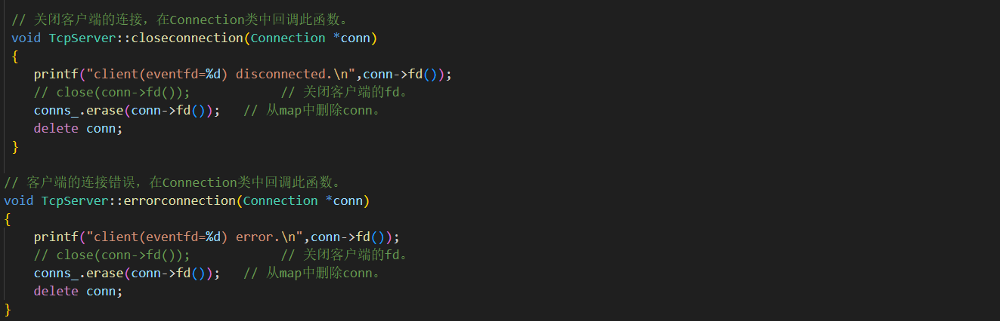 // 关闭客户端的连接，在Connection类中回调此函数。
void TcpServer::closeconnection(Connection *conn)
{
printf("client(eventfd=%d) disconnected.\n",conn->fd());
// close(conn->fd());            // 关闭客户端的fd。
conns_.erase(conn->fd());   // 从map中删除conn。
delete conn;
}
// 客户端的连接错误，在Connection类中回调此函数。
void TcpServer::errorconnection(Connection *conn)
{
printf("client(eventfd=%d) error.\n",conn->fd());
// close(conn->fd());            // 关闭客户端的fd。
conns_.erase(conn->fd());   // 从map中删除conn。
delete conn;
}